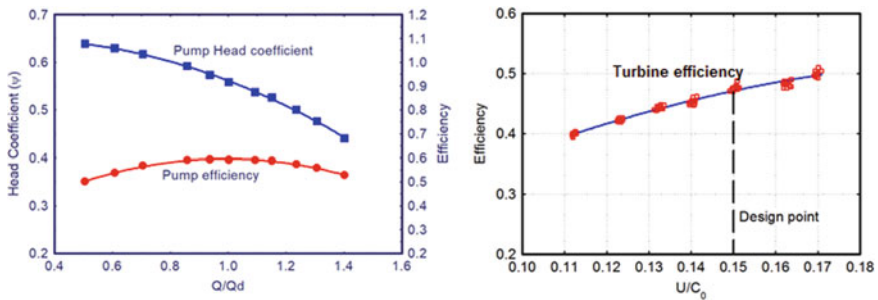 0.7
0.6
0.5
0.4
0.3
0.2
Head Coefficient (ψ)
Pump Head coefficient
Pump efficiency
1.2
1.1
1.0
0.9
0.8
0.7
0.6
0.5
0.4
0.3
0.2
Efficiency
0.4 0.6 0.8 1.0 1.2 1.4 1.6
Q/Qd
0.6
0.5
0.4
0.3
0.2
Efficiency
Turbine efficiency
Design point
0.10 0.11 0.12 0.13 0.14 0.15 0.16 0.17 0.18
U/C₀